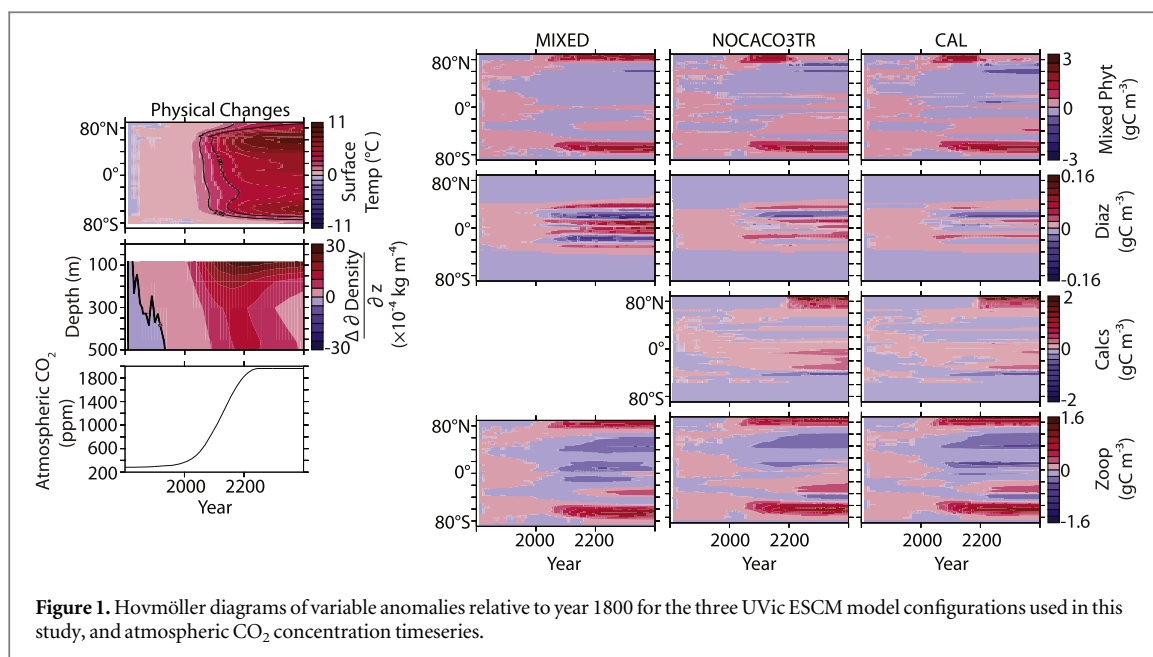 MIXED
NOCACO3TR
CAL
80°N
0°
80°S
3
0
-3
Mixed Phyt
(gC m⁻³)
Physical Changes
80°N
0°
80°S
11
0
-11
Surface
Temp (°C)
80°N
0°
80°S
0.16
0
-0.16
Diaz
(gC m⁻³)
Depth (m)
100
300
500
30
0
-30
Δ ∂ Density
∂ z
(×10⁻⁴ kg m⁻⁴)
80°N
0°
80°S
2
0
-2
Calcs
(gC m⁻³)
Atmospheric CO₂
(ppm)
1800
1400
1000
600
200
2000
2200
Year
80°N
0°
80°S
1.6
0
-1.6
Zoop
(gC m⁻³)
2000
2200
2000
2200
2000
2200
Year
Year
Year
Figure 1. Hovmöller diagrams of variable anomalies relative to year 1800 for the three UVic ESCM model configurations used in this
study, and atmospheric CO₂ concentration timeseries.